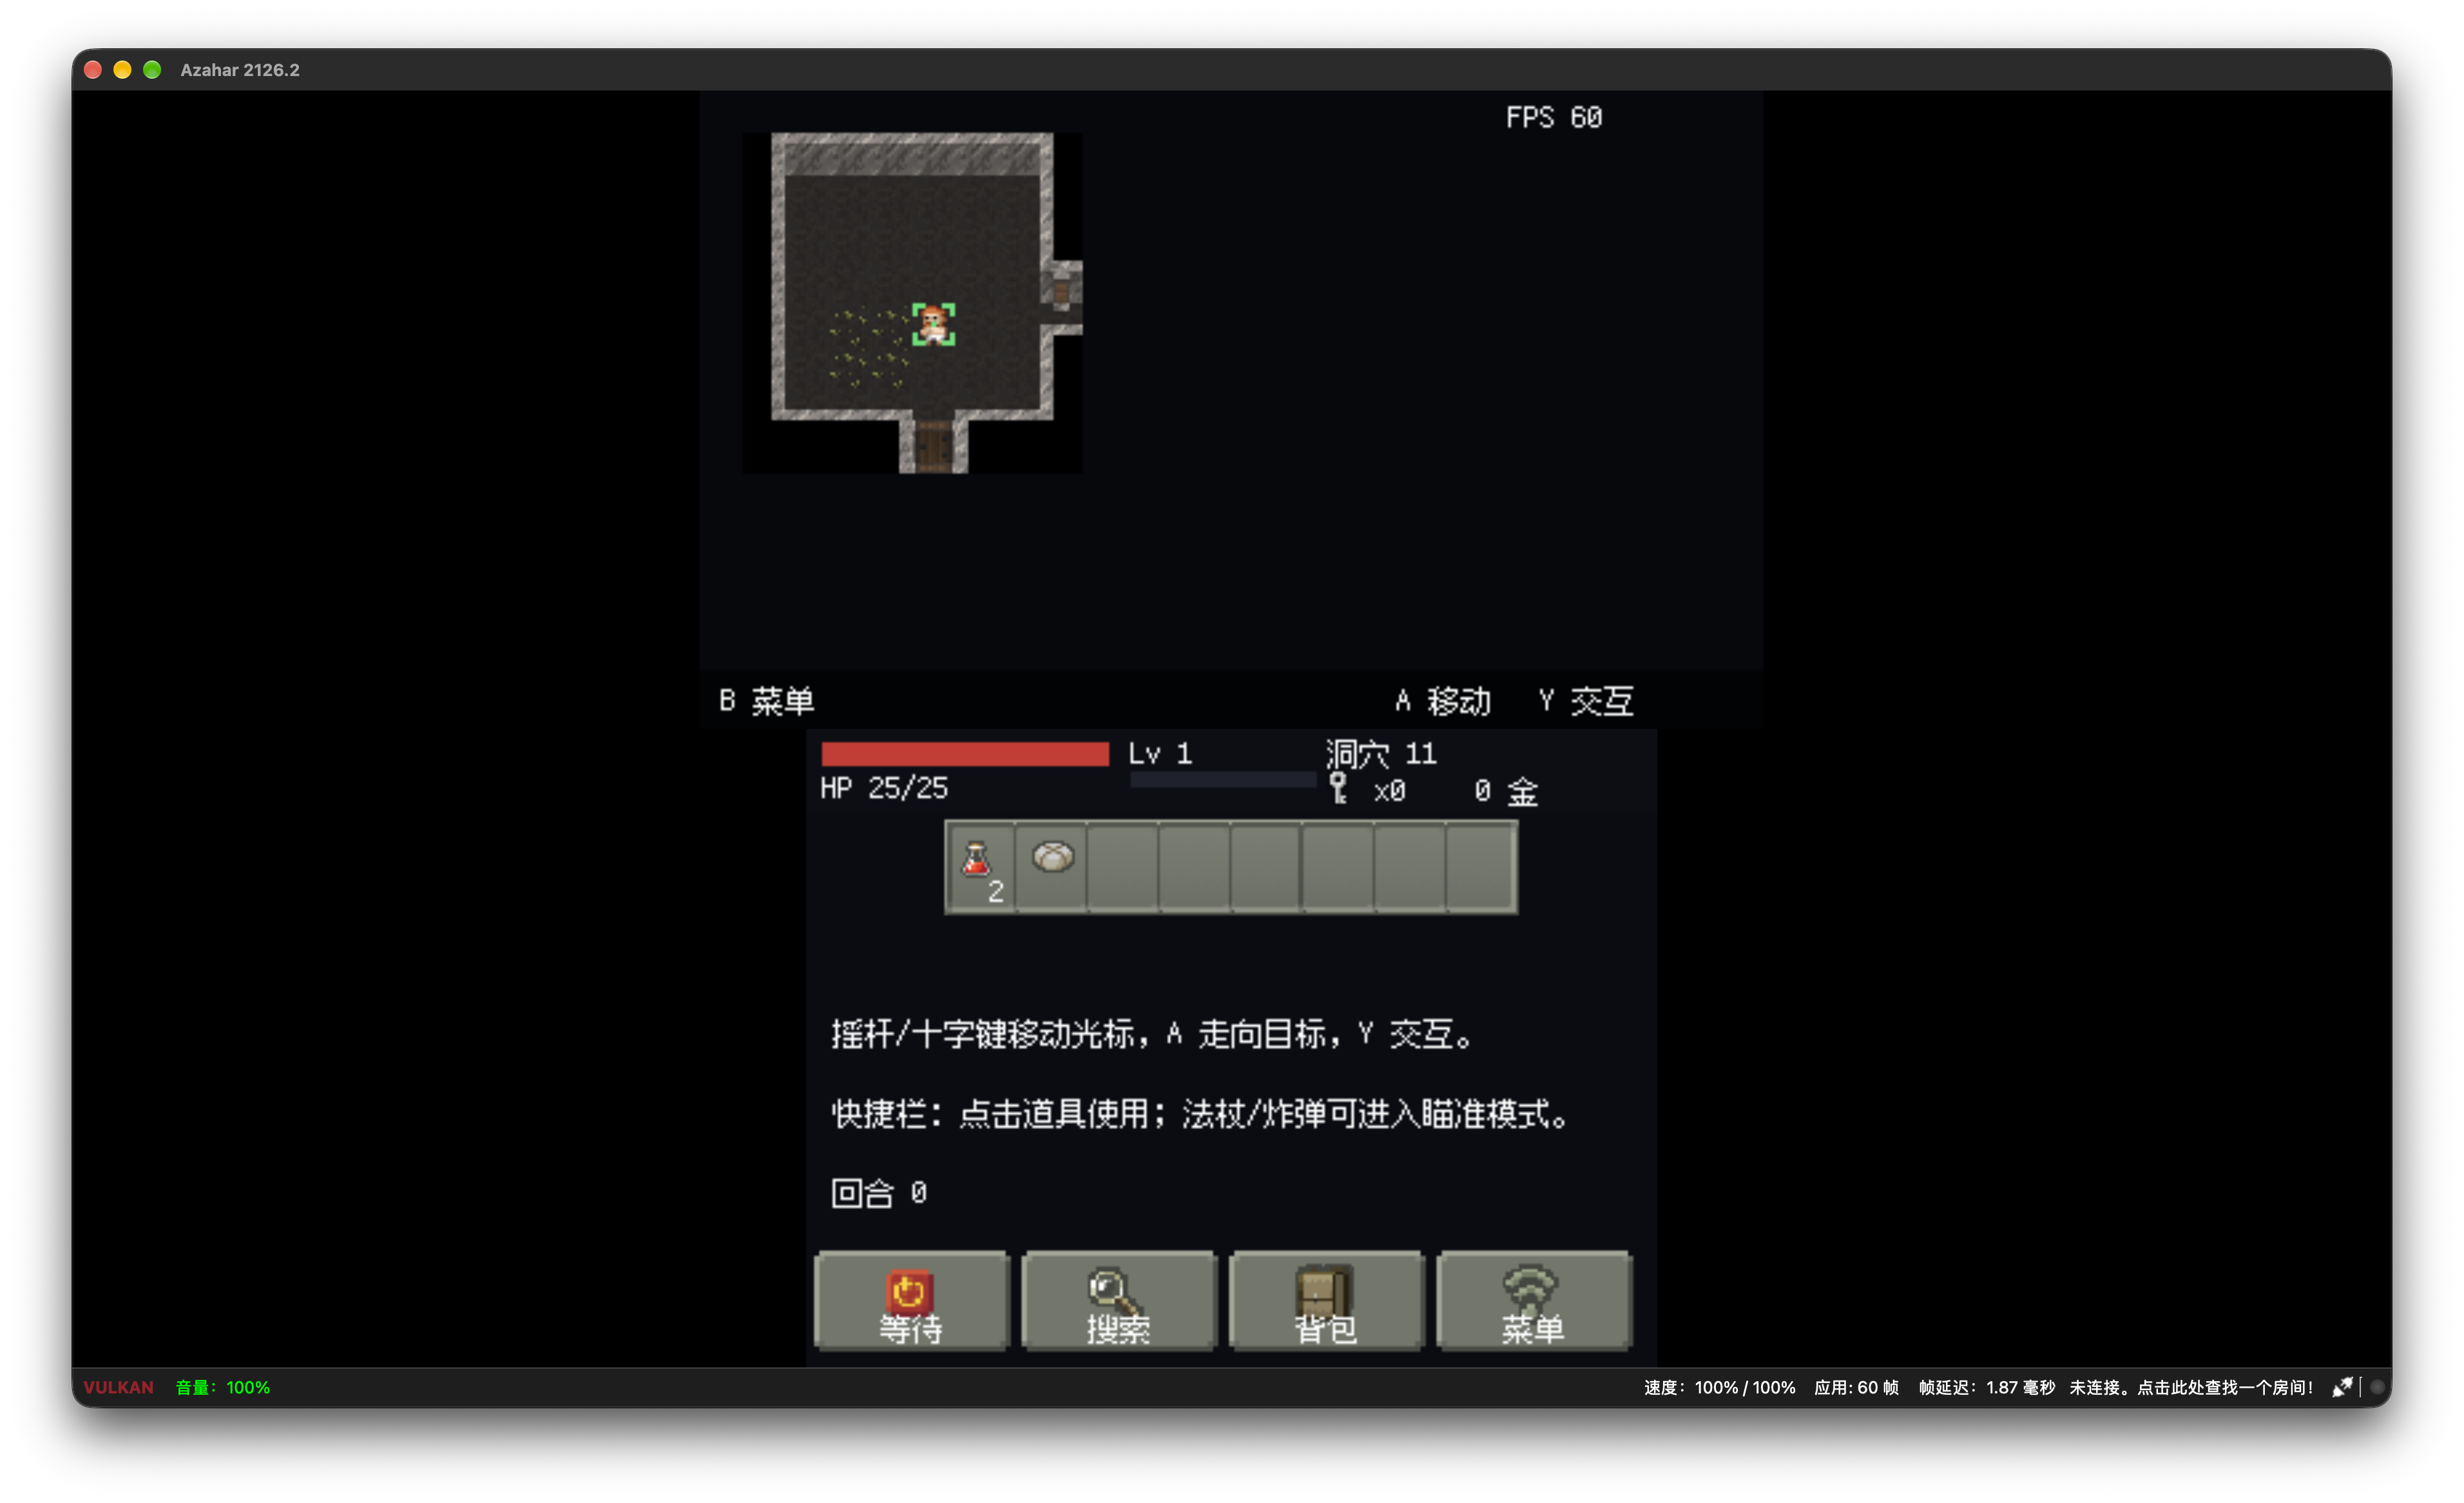 Azahar 2126.2
FPS 60
B 菜单
A 移动 Y 交互
Lv 1 洞穴 11
HP 25/25 x0 0 金
2
摇杆/十字键移动光标，A 走向目标，Y 交互。
快捷栏：点击道具使用；法杖/炸弹可进入瞄准模式。
回合 0
等待 搜索 背包 菜单
VULKAN 音量：100% 速度：100% / 100% 应用: 60 帧 帧延迟：1.87 毫秒 未连接。点击此处查找一个房间！